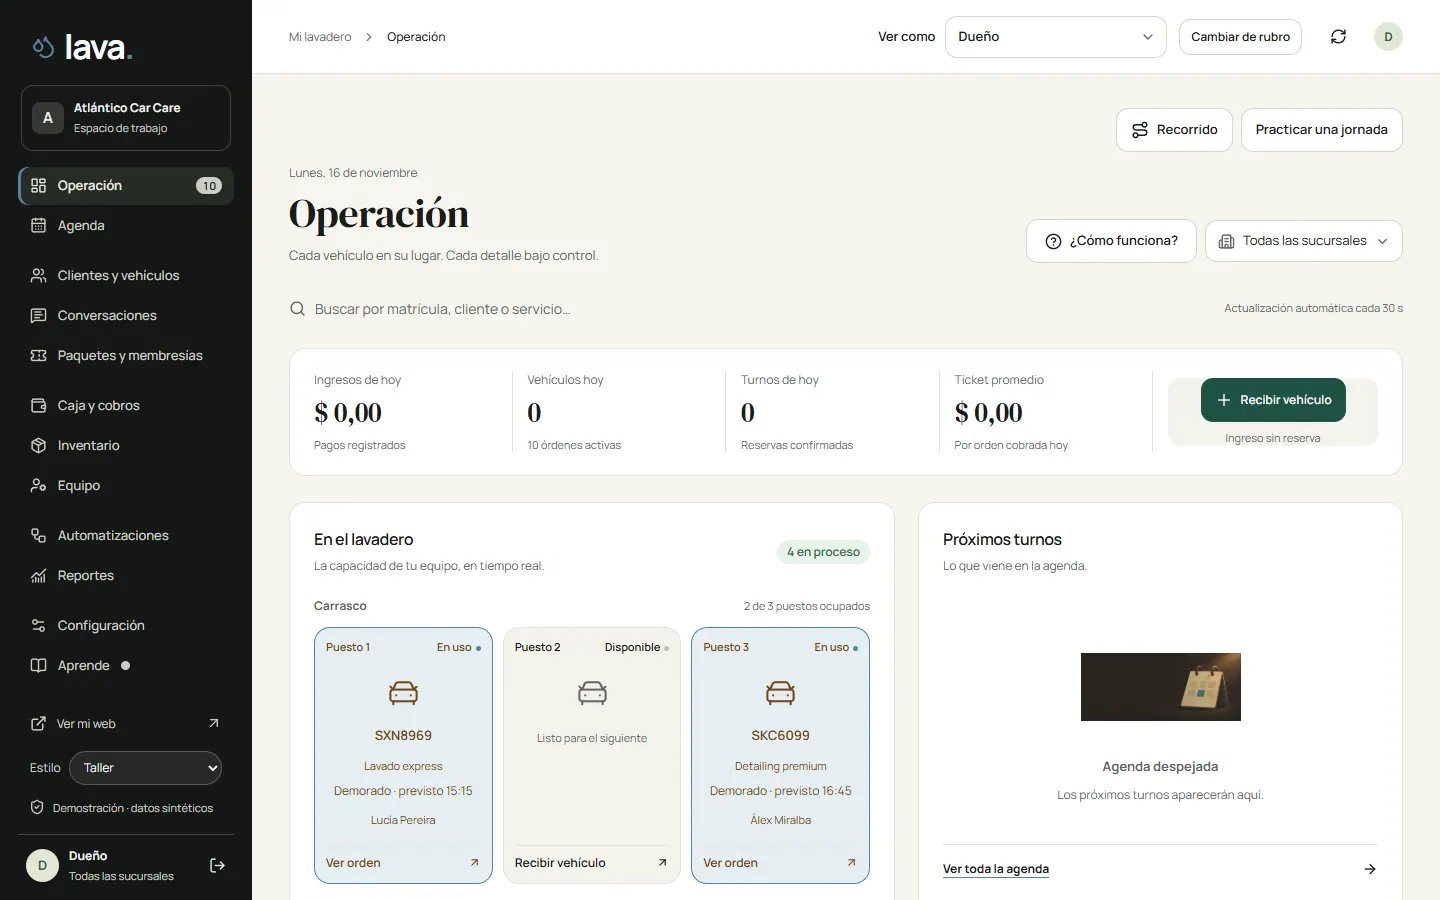 lava.
A
Atlántico Car Care
Espacio de trabajo
Operación
10
Agenda
Clientes y vehículos
Conversaciones
Paquetes y membresías
Caja y cobros
Inventario
Equipo
Automatizaciones
Reportes
Configuración
Aprende
Ver mi web
Estilo
Taller
Demostración · datos sintéticos
D
Dueño
Todas las sucursales
Mi lavadero
Operación
Ver como
Dueño
Cambiar de rubro
D
Recorrido
Practicar una jornada
Lunes, 16 de noviembre
Operación
Cada vehículo en su lugar. Cada detalle bajo control.
¿Cómo funciona?
Todas las sucursales
Buscar por matrícula, cliente o servicio...
Actualización automática cada 30 s
Ingresos de hoy
$ 0,00
Pagos registrados
Vehículos hoy
0
10 órdenes activas
Turnos de hoy
0
Reservas confirmadas
Ticket promedio
$ 0,00
Por orden cobrada hoy
Recibir vehículo
Ingreso sin reserva
En el lavadero
La capacidad de tu equipo, en tiempo real.
4 en proceso
Carrasco
2 de 3 puestos ocupados
Puesto 1
En uso
SXN8969
Lavado express
Demorado · previsto 15:15
Lucía Pereira
Ver orden
Puesto 2
Disponible
Listo para el siguiente
Recibir vehículo
Puesto 3
En uso
SKC6099
Detailing premium
Demorado · previsto 16:45
Álex Miralba
Ver orden
Próximos turnos
Lo que viene en la agenda.
Agenda despejada
Los próximos turnos aparecerán aquí.
Ver toda la agenda